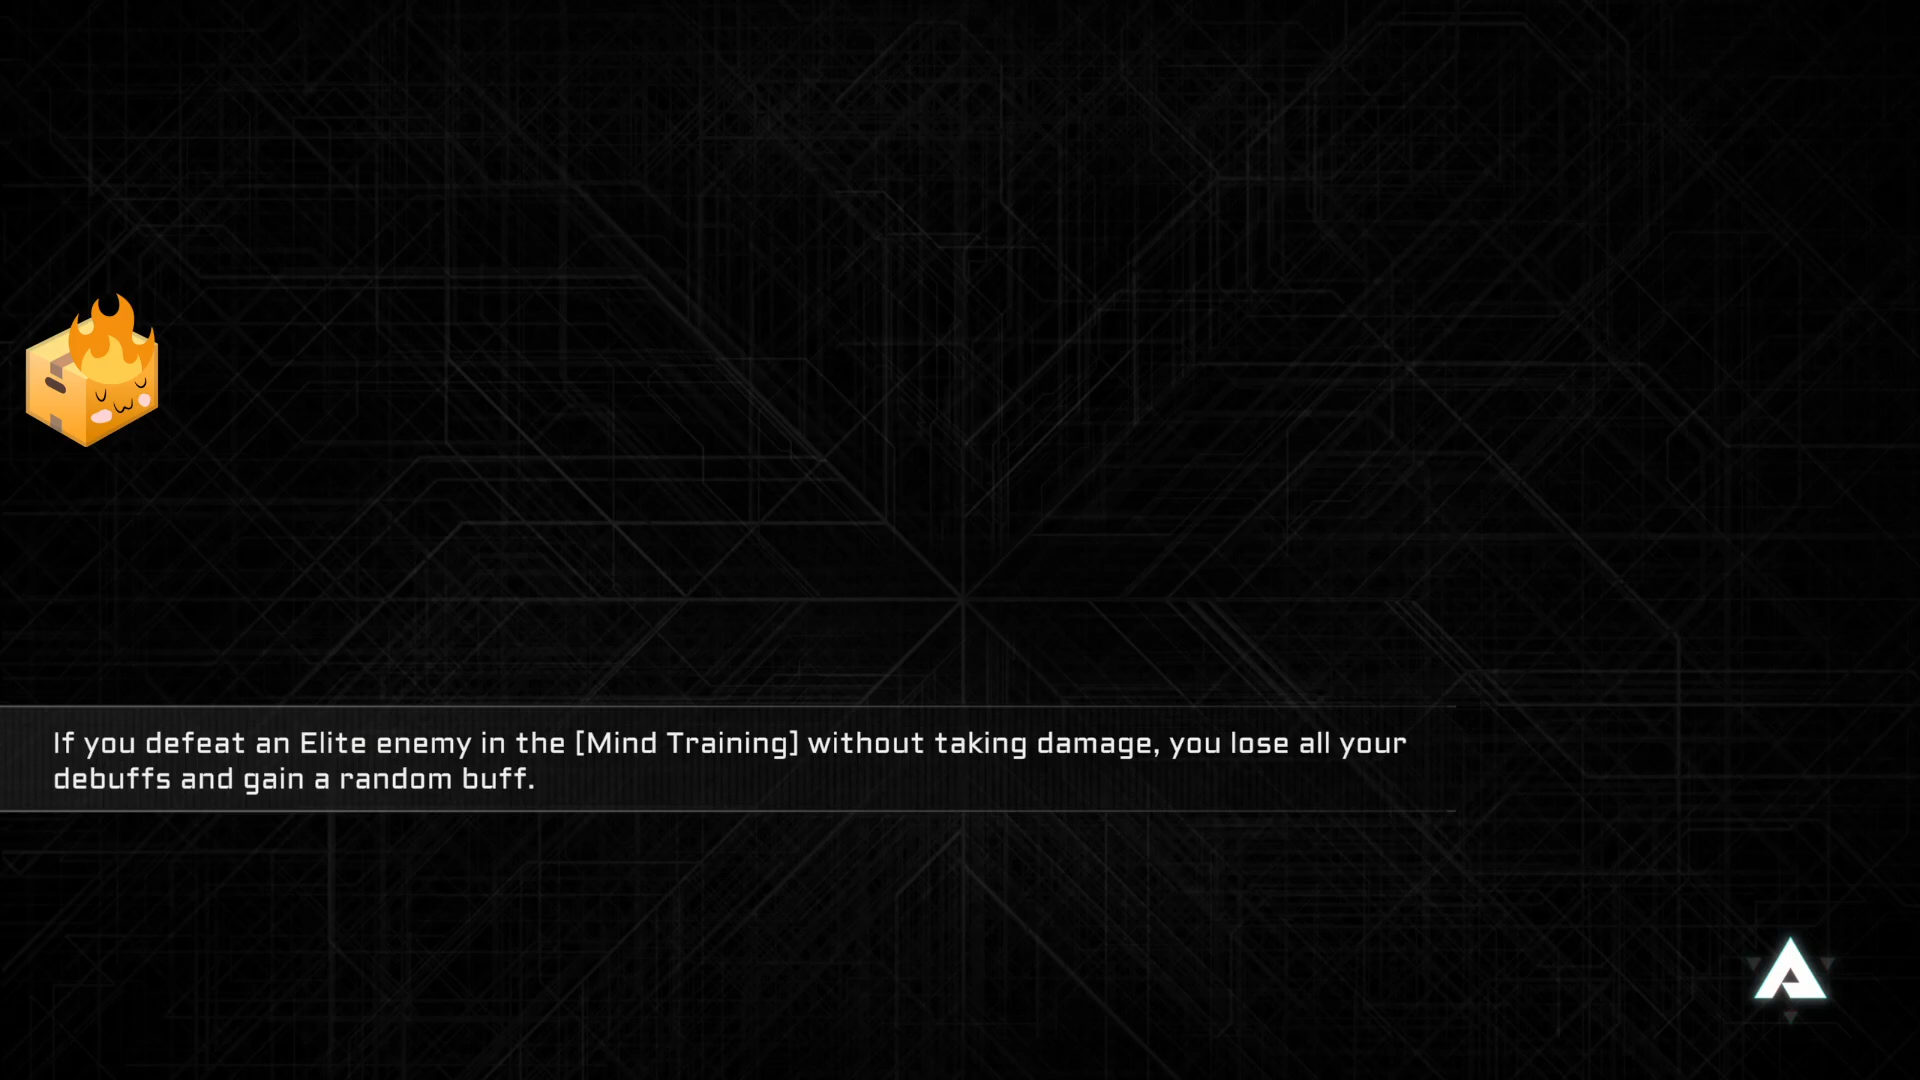 If you defeat an Elite enemy in the [Mind Training] without taking damage, you lose all your
debuffs and gain a random buff.